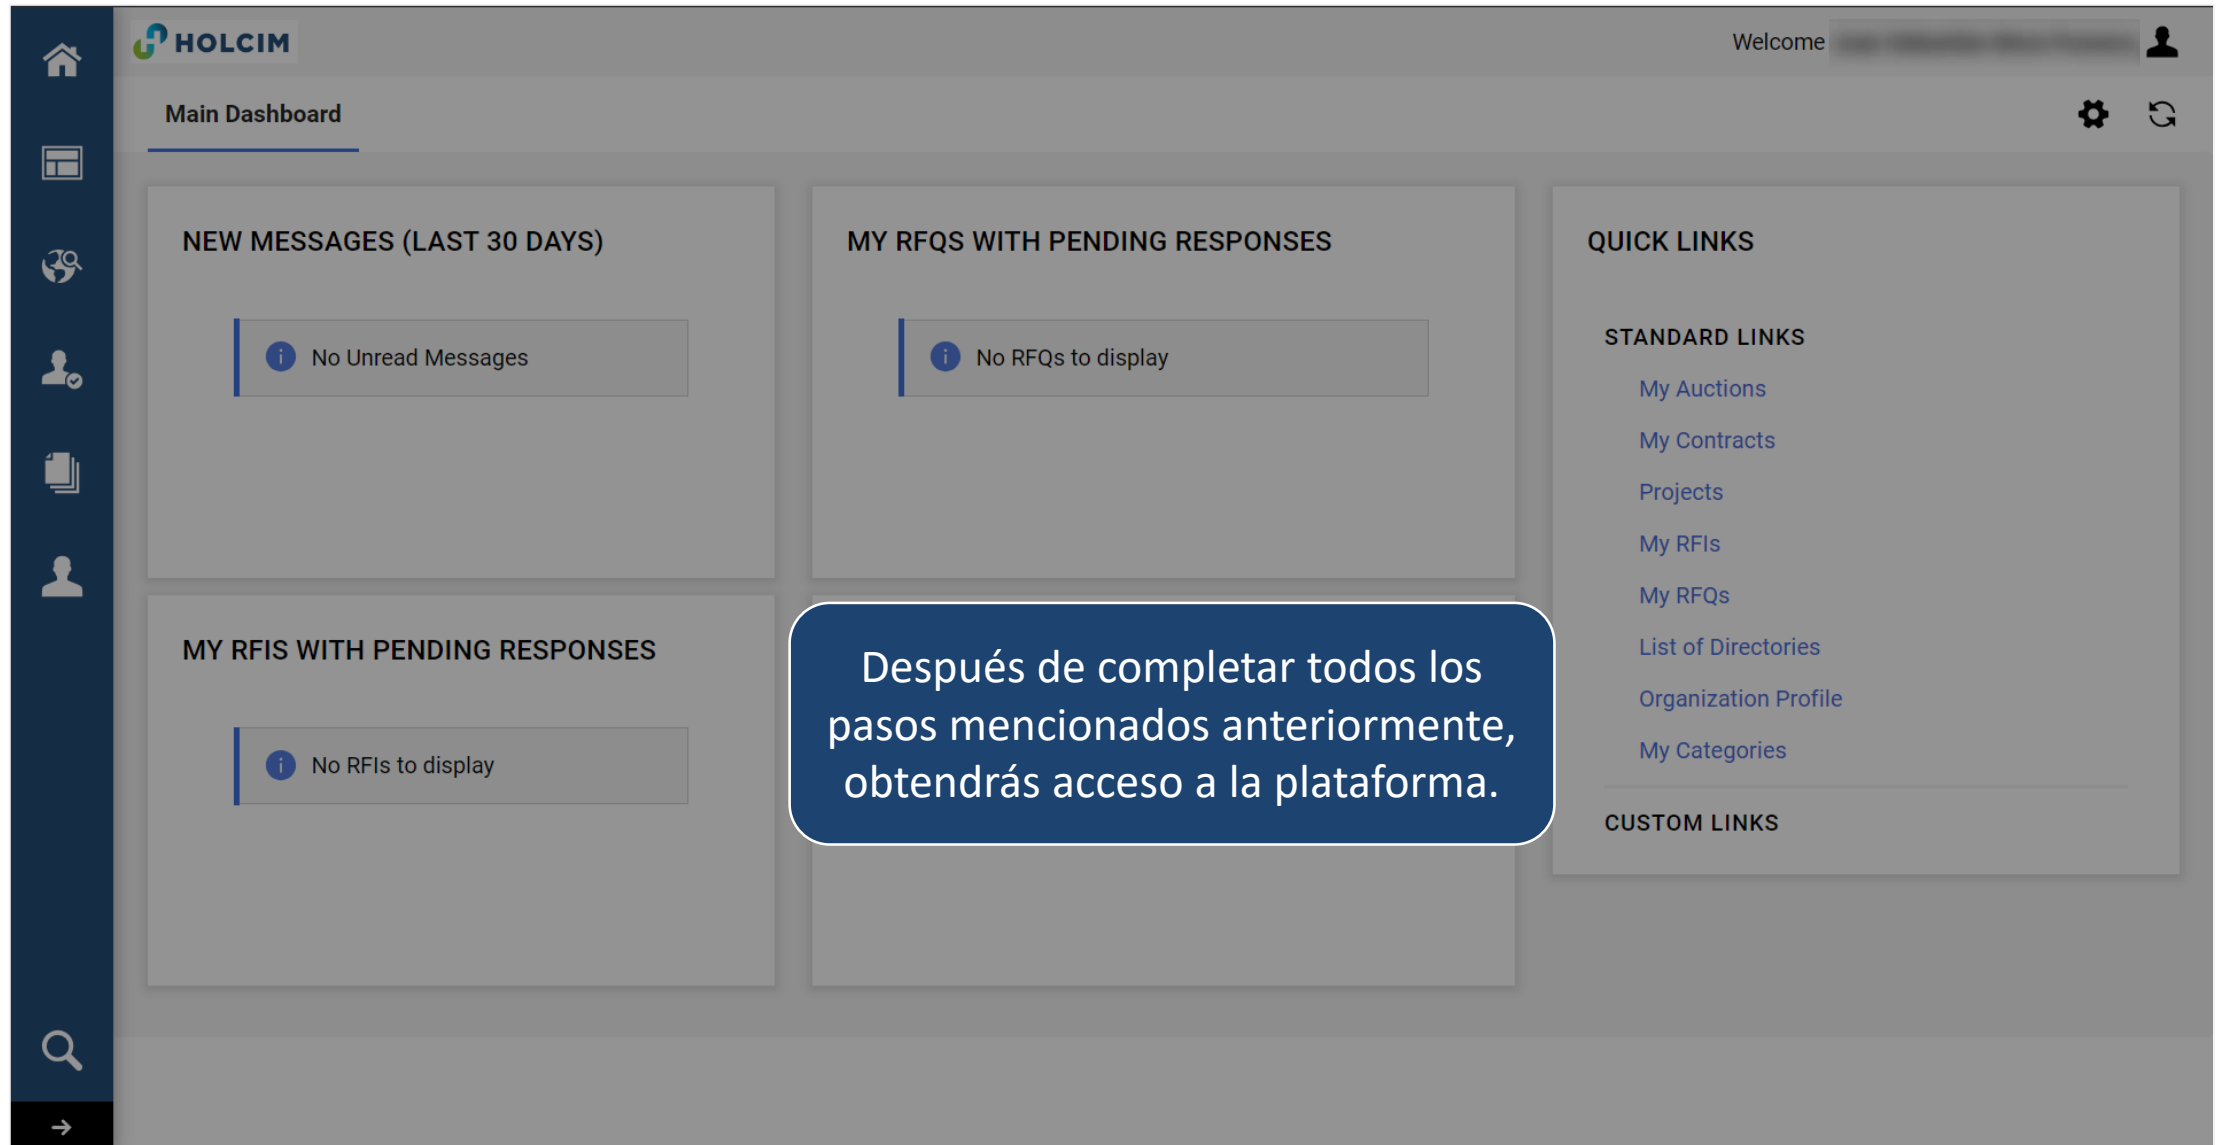 HOLCIM
Welcome
Main Dashboard
NEW MESSAGES (LAST 30 DAYS)
No Unread Messages
MY RFQS WITH PENDING RESPONSES
No RFQs to display
QUICK LINKS
STANDARD LINKS
My Auctions
My Contracts
Projects
My RFIs
My RFQs
List of Directories
Organization Profile
My Categories
CUSTOM LINKS
MY RFIS WITH PENDING RESPONSES
No RFIs to display
Después de completar todos los
pasos mencionados anteriormente,
obtendrás acceso a la plataforma.